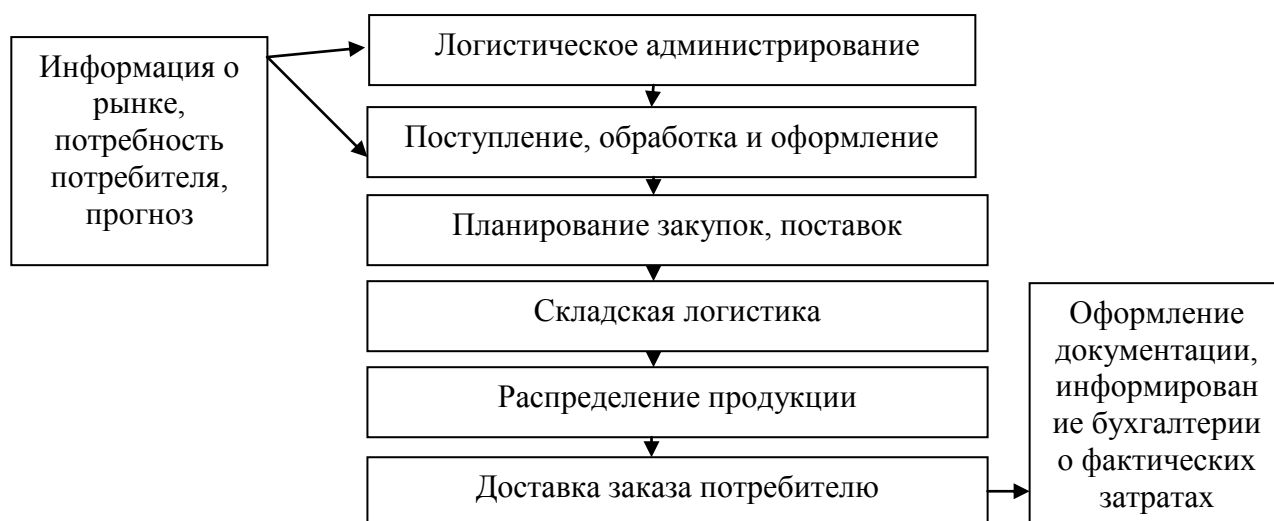 Информация о
рынке,
потребность
потребителя,
прогноз
Логистическое администрирование
Поступление, обработка и оформление
Планирование закупок, поставок
Складская логистика
Распределение продукции
Доставка заказа потребителю
Оформление
документации,
информирован
ие бухгалтерии
о фактических
затратах